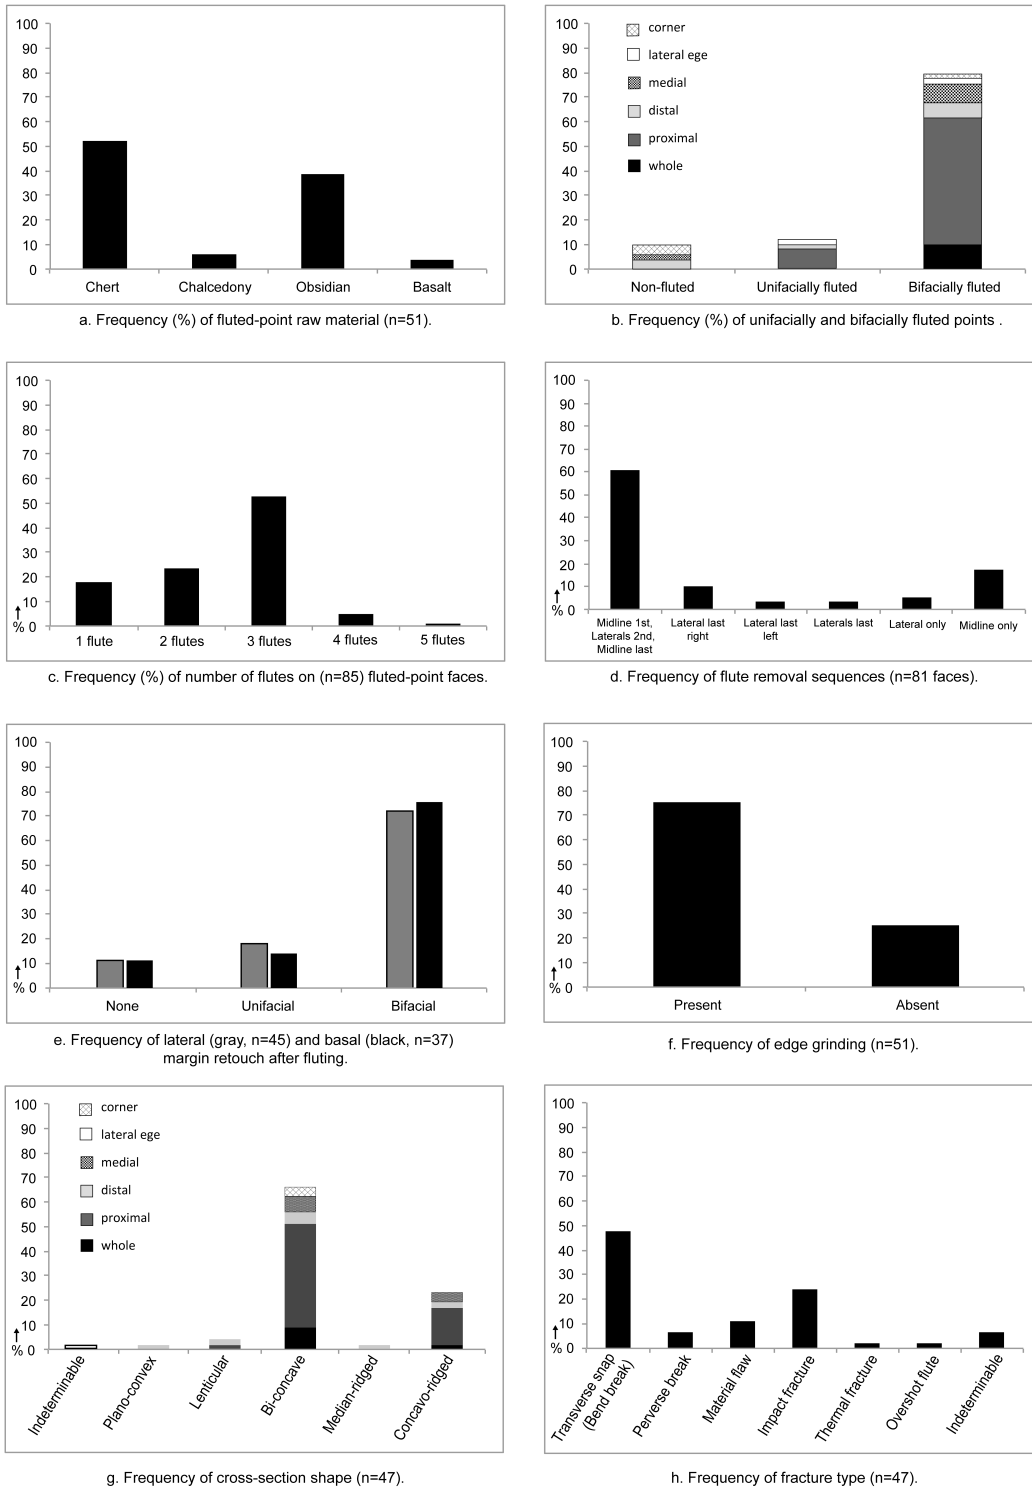 100
90
80
70
60
50
40
30
20
10
0
Chert Chalcedony Obsidian Basalt
a. Frequency (%) of fluted-point raw material (n=51).
100
90
80
70
60
50
40
30
20
10
0
corner
lateral ege
medial
distal
proximal
whole
Non-fluted Unifacially fluted Bifacially fluted
b. Frequency (%) of unifacially and bifacially fluted points .
100
90
80
70
60
50
40
30
20
10
% 0
1 flute 2 flutes 3 flutes 4 flutes 5 flutes
c. Frequency (%) of number of flutes on (n=85) fluted-point faces.
100
90
80
70
60
50
40
30
20
10
% 0
Midline 1st,
Laterals 2nd,
Midline last
Lateral last
right
Lateral last
left
Laterals last
Lateral only
Midline only
d. Frequency of flute removal sequences (n=81 faces).
100
90
80
70
60
50
40
30
20
10
% 0
None Unifacial Bifacial
e. Frequency of lateral (gray, n=45) and basal (black, n=37)
margin retouch after fluting.
100
90
80
70
60
50
40
30
20
10
% 0
Present Absent
f. Frequency of edge grinding (n=51).
100
90
80
70
60
50
40
30
20
10
% 0
corner
lateral ege
medial
distal
proximal
whole
Indeterminable
Plano-convex
Lenticular
Bi-concave
Median-ridged
Concavo-ridged
g. Frequency of cross-section shape (n=47).
100
90
80
70
60
50
40
30
20
10
% 0
Transverse snap
(Bend break)
Perverse break
Material flaw
Impact fracture
Thermal fracture
Overshot flute
Indeterminable
h. Frequency of fracture type (n=47).